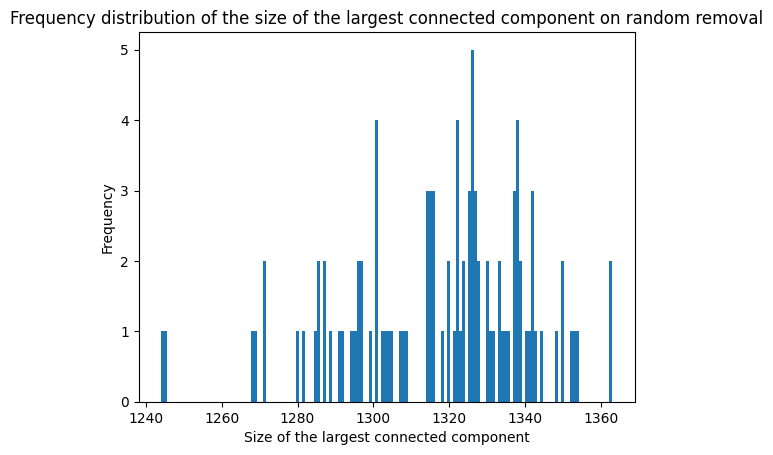 Frequency distribution of the size of the largest connected component on random removal
5
4
3
2
1
0
Frequency
1240 1260 1280 1300 1320 1340 1360
Size of the largest connected component